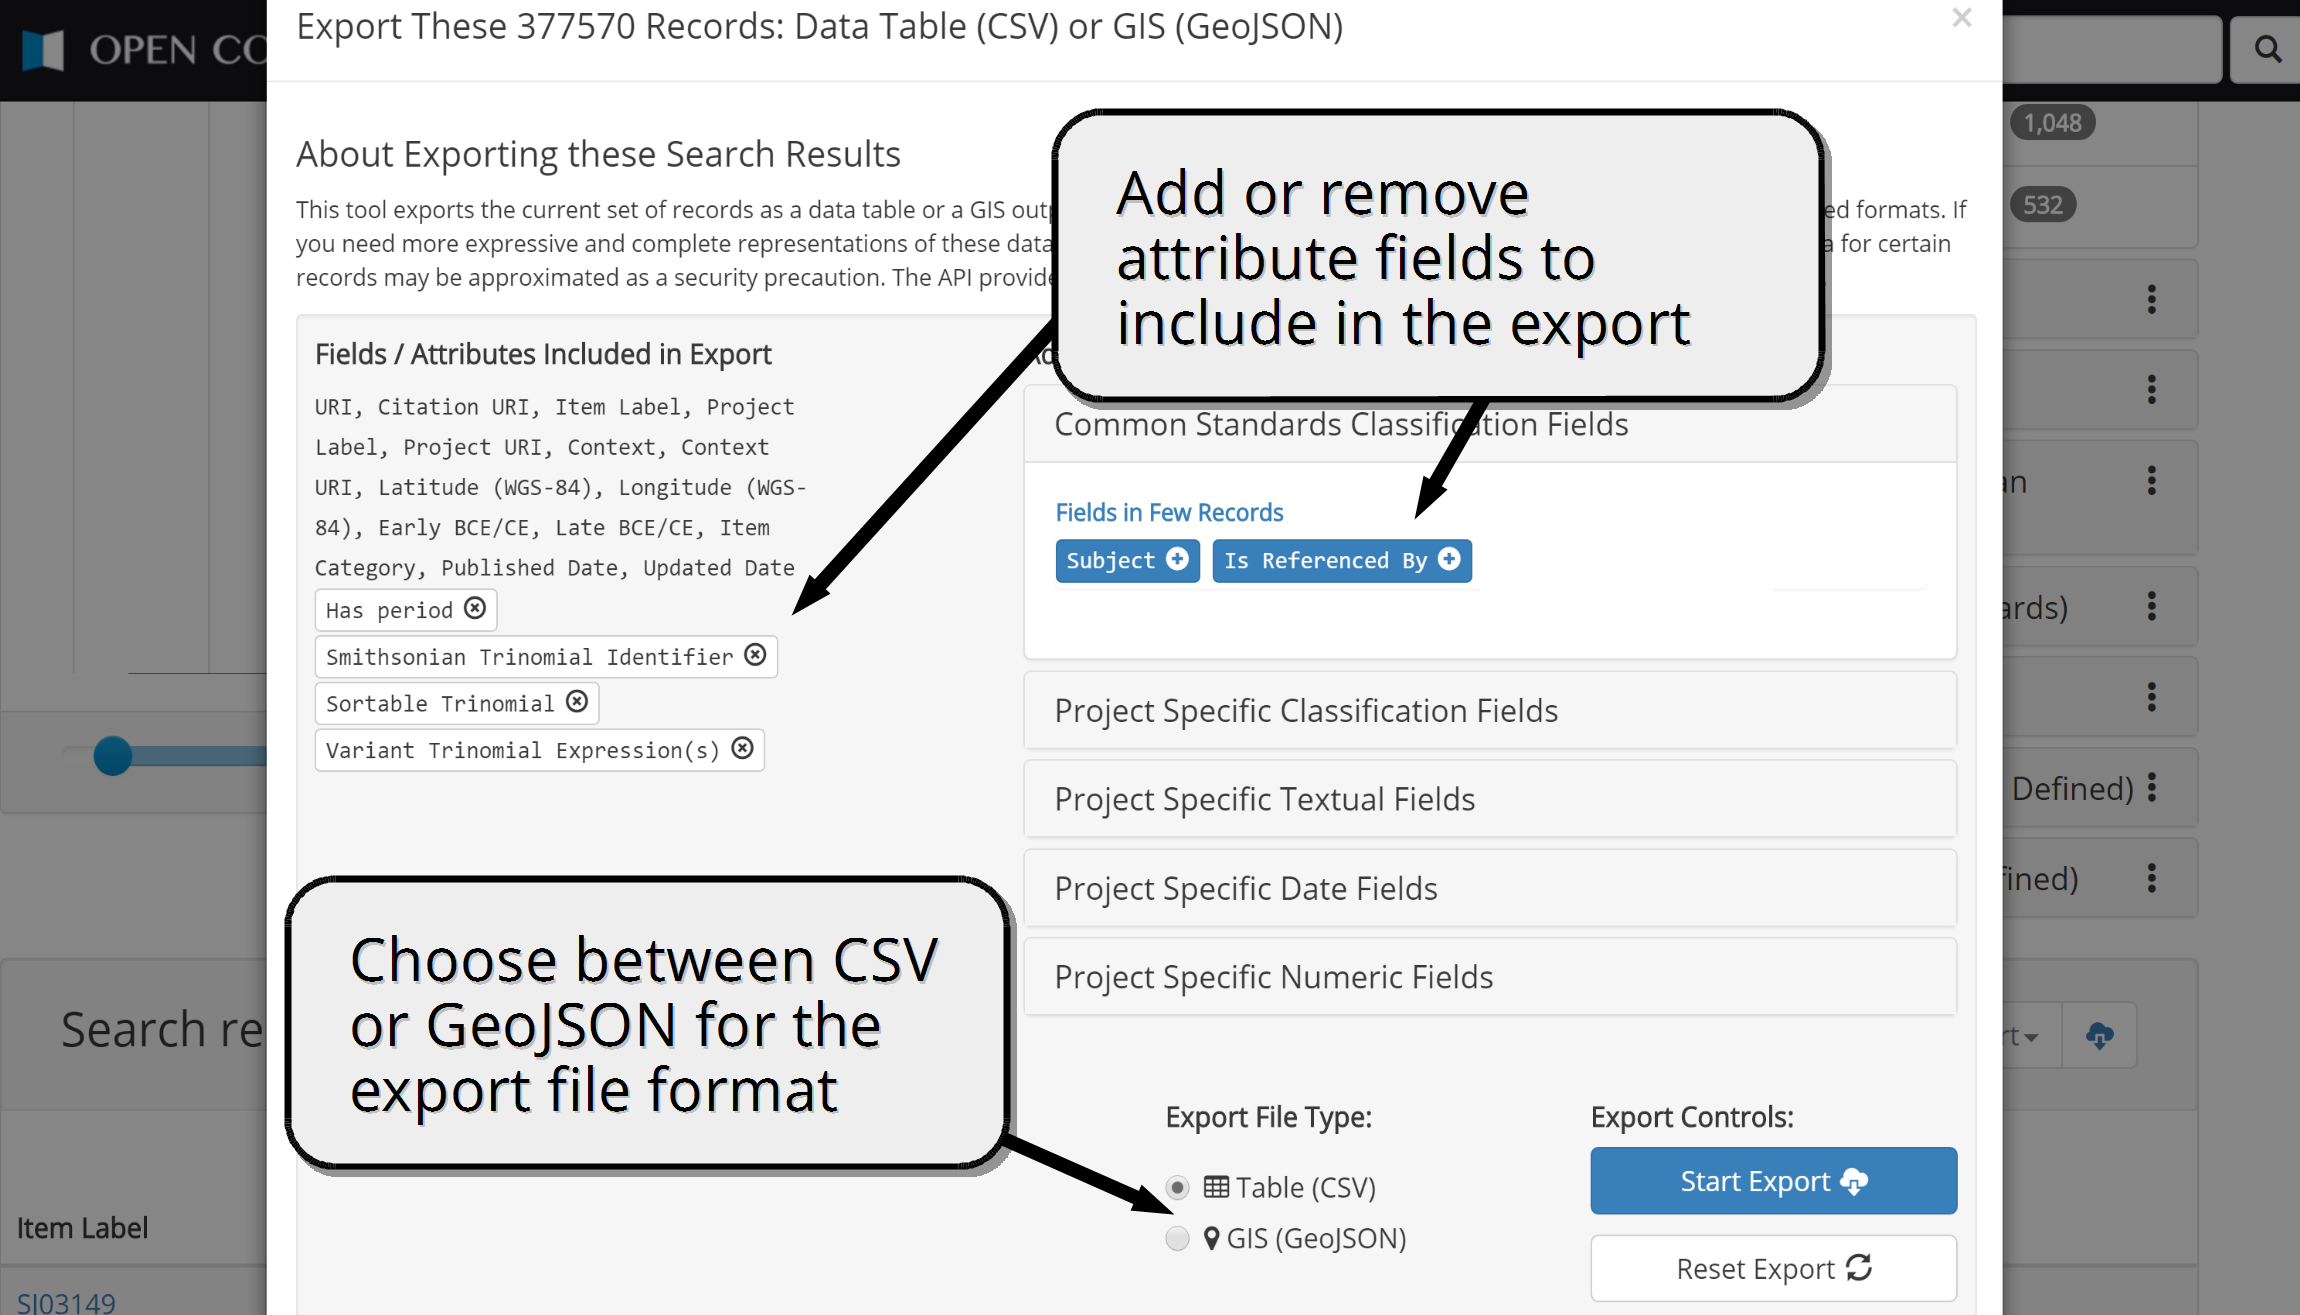 Export These 377570 Records: Data Table (CSV) or GIS (GeoJSON)
OPEN CO
1,048
532
About Exporting these Search Results
This tool exports the current set of records as a data table or a GIS
ed formats. If
you need more expressive and complete representations of these data
for certain
records may be approximated as a security precaution. The API
Add or remove
attribute fields to
include in the export
Fields / Attributes Included in Export
URI, Citation URI, Item Label, Project
Label, Project URI, Context, Context
URI, Latitude (WGS-84), Longitude (WGS-
84), Early BCE/CE, Late BCE/CE, Item
Category, Published Date, Updated Date
Has period
Smithsonian Trinomial Identifier
Sortable Trinomial
Variant Trinomial Expression(s)
Common Standards Classification Fields
Fields in Few Records
Subject
Is Referenced By
Project Specific Classification Fields
Project Specific Textual Fields
Project Specific Date Fields
Project Specific Numeric Fields
an
ards)
Defined)
fined)
Choose between CSV
or GeoJSON for the
export file format
Export File Type:
Table (CSV)
GIS (GeoJSON)
Export Controls:
Start Export
Reset Export
Search re
rt
Item Label
SJ03149